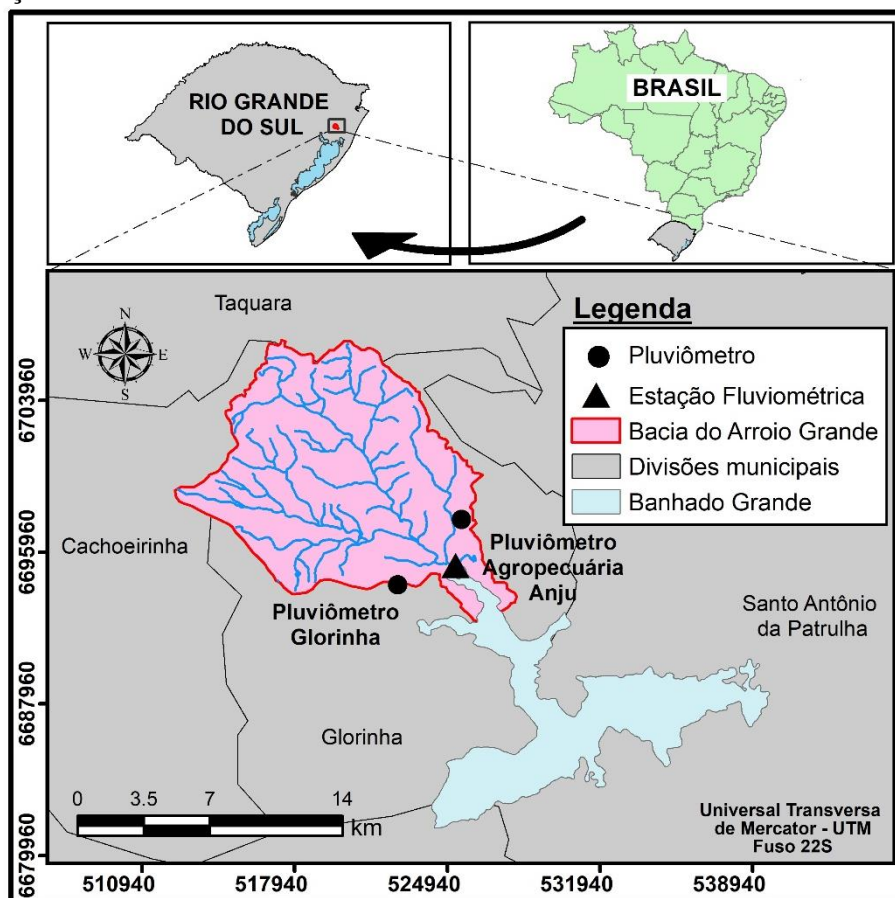 RIO GRANDE
DO SUL
BRASIL
Taquara
N
W
E
S
Legenda
Pluviômetro
Estação Fluviométrica
Bacia do Arroio Grande
Divisões municipais
Banhado Grande
6703960
6695960
6687960
6679960
Cachoeirinha
Pluviômetro
Agropecuária
Anju
Pluviômetro
Glorinha
Santo Antônio
da Patrulha
Glorinha
0 3.5 7 14
km
Universal Transversa
de Mercator - UTM
Fuso 22S
510940 517940 524940 531940 538940